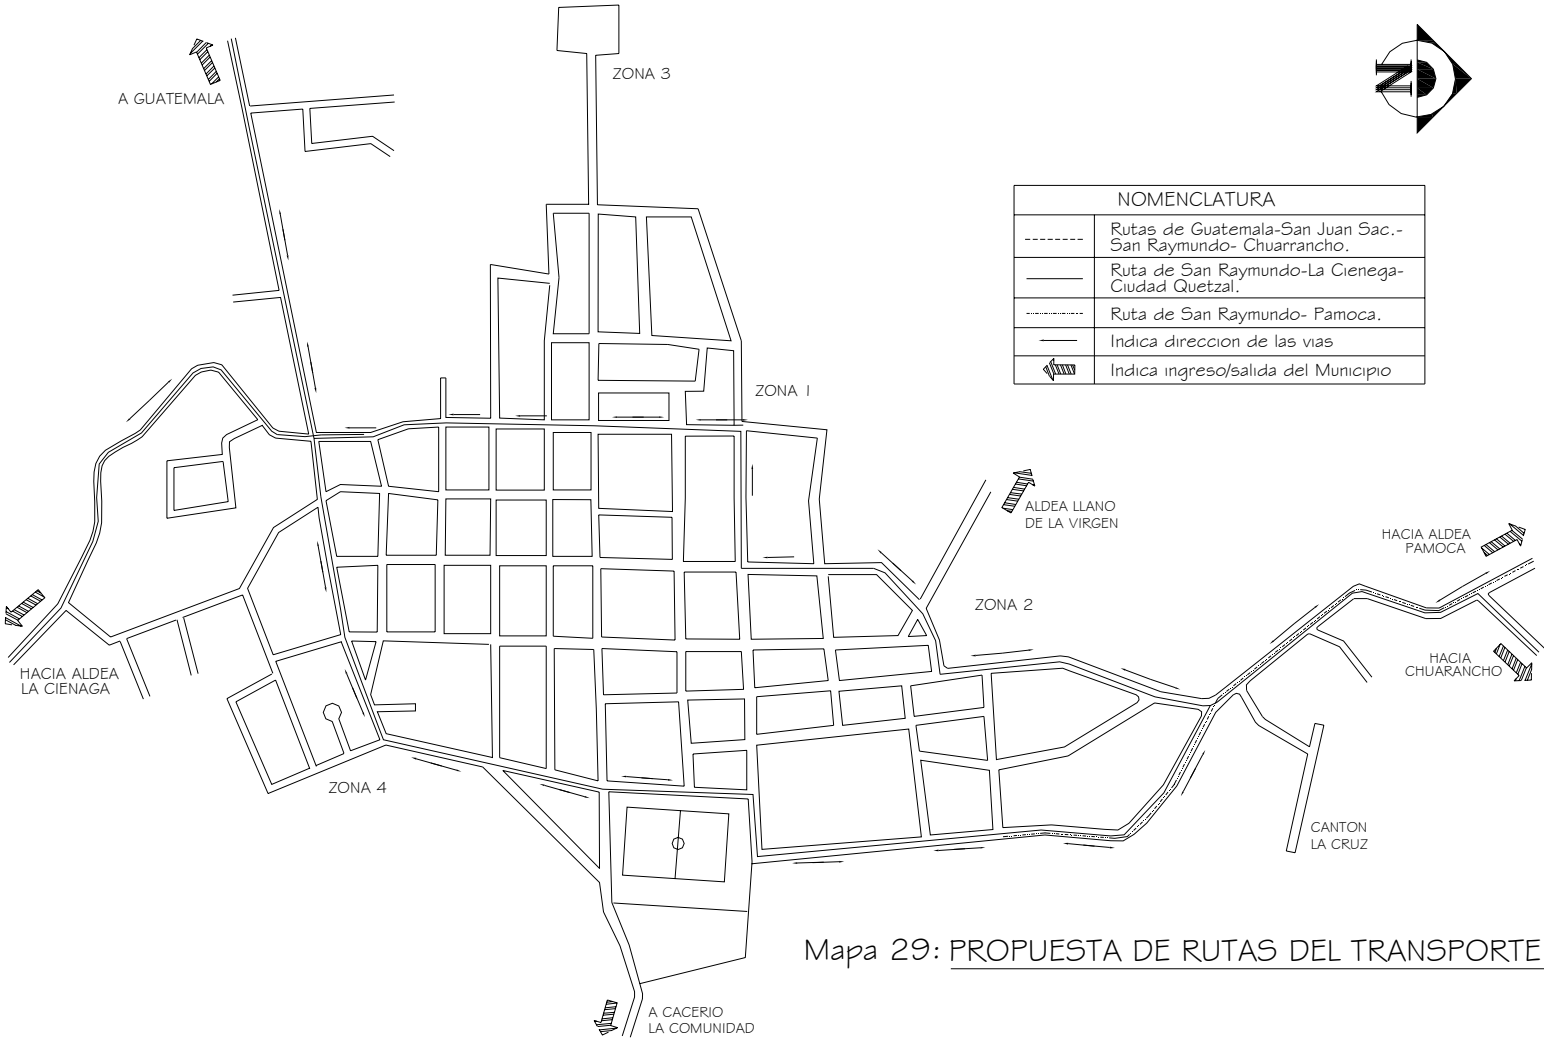 ZONA 3
A GUATEMALA
N
NOMENCLATURA
Rutas de Guatemala-San Juan Sac.-
San Raymundo- Chuarrancho.
Ruta de San Raymundo-La Cienega-
Ciudad Quetzal.
Ruta de San Raymundo- Pamoca.
Indica direccion de las vias
Indica ingreso/salida del Municipio
ZONA 1
ALDEA LLANO
DE LA VIRGEN
HACIA ALDEA
PAMOCA
ZONA 2
HACIA
CHUARANCHO
HACIA ALDEA
LA CIENAGA
ZONA 4
CANTON
LA CRUZ
Mapa 29: PROPUESTA DE RUTAS DEL TRANSPORTE
A CACERIO
LA COMUNIDAD